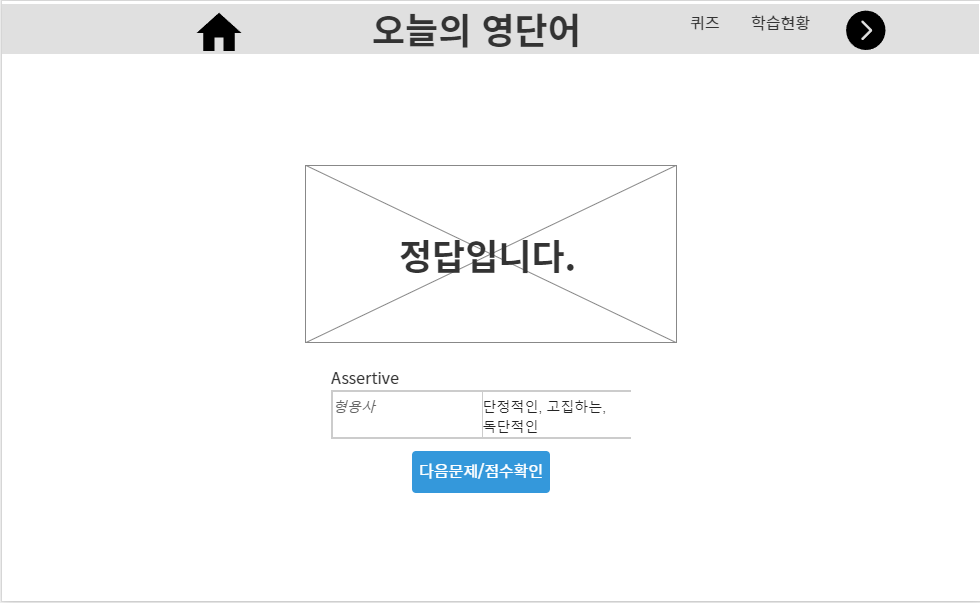 오늘의 영단어
퀴즈
학습현황
정답입니다.
Assertive
형용사
단정적인, 고집하는,
독단적인
다음문제/점수확인